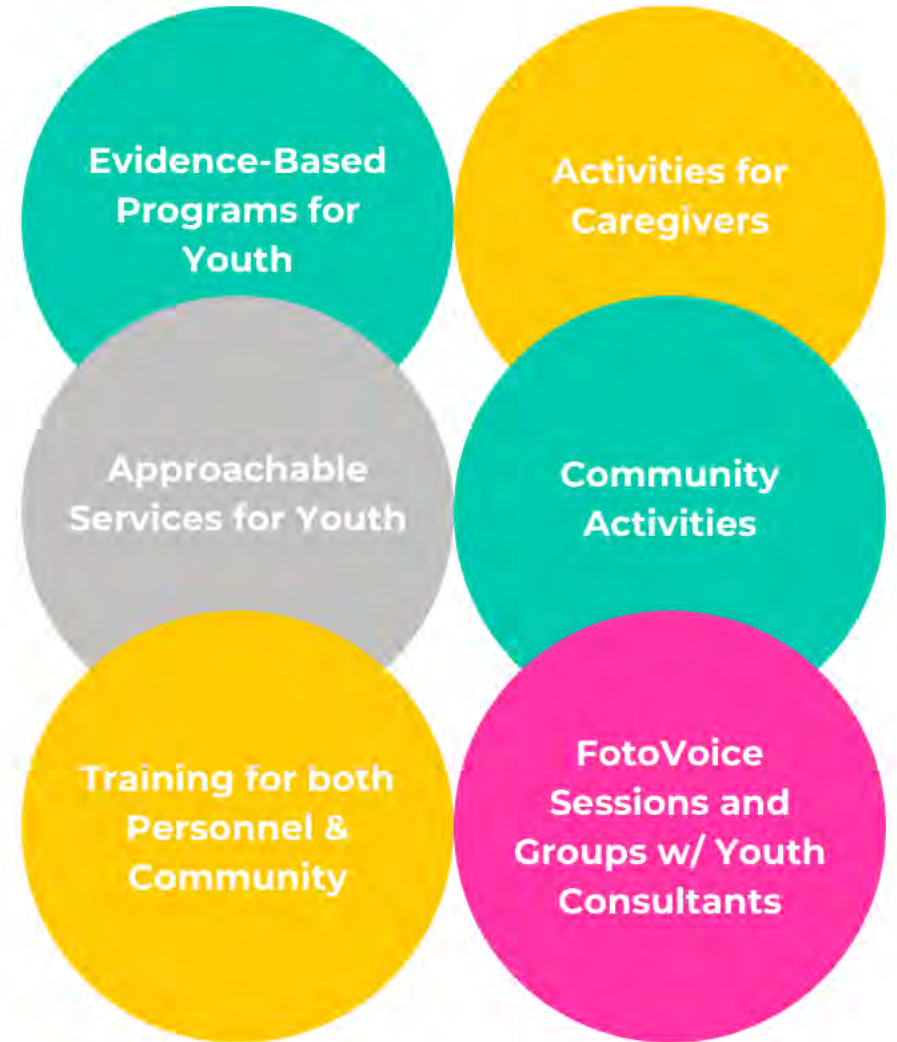 Evidence-Based
Programs for
Youth
Activities for
Caregivers
Approachable
Services for Youth
Community
Activities
Training for both
Personnel &
Community
FotoVoice
Sessions and
Groups w/ Youth
Consultants